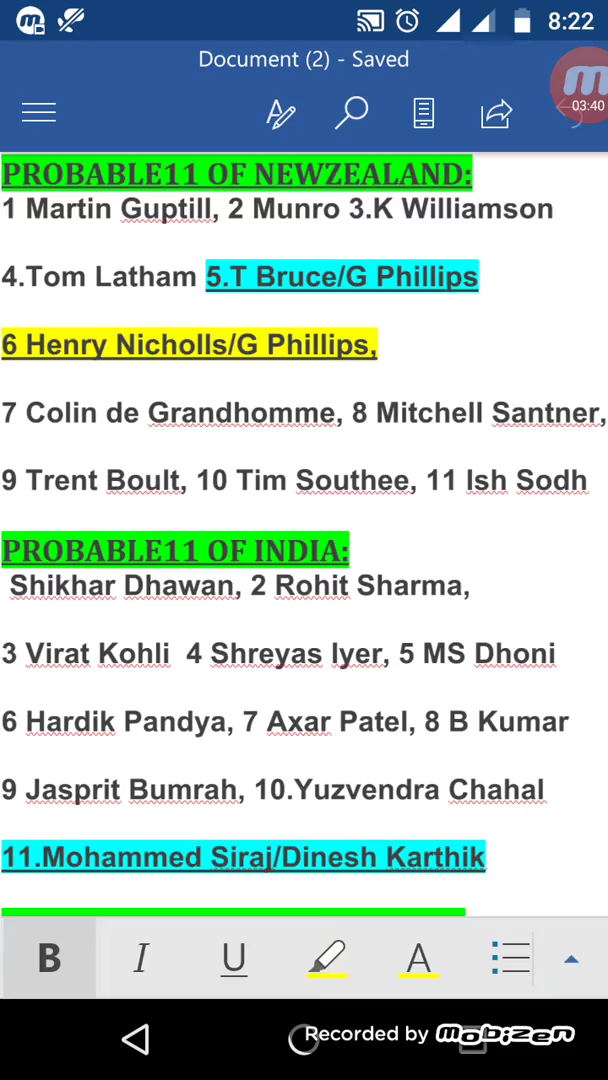 8:22
Document (2) - Saved
03:40
PROBABLE11 OF NEWZEALAND:
1 Martin Guptill, 2 Munro 3.K Williamson
4.Tom Latham 5.T Bruce/G Phillips
6 Henry Nicholls/G Phillips,
7 Colin de Grandhomme, 8 Mitchell Santner,
9 Trent Boult, 10 Tim Southee, 11 Ish Sodh
PROBABLE11 OF INDIA:
Shikhar Dhawan, 2 Rohit Sharma,
3 Virat Kohli 4 Shreyas Iyer, 5 MS Dhoni
6 Hardik Pandya, 7 Axar Patel, 8 B Kumar
9 Jasprit Bumrah, 10.Yuzvendra Chahal
11.Mohammed Siraj/Dinesh Karthik
B I U A
Recorded by mobizen